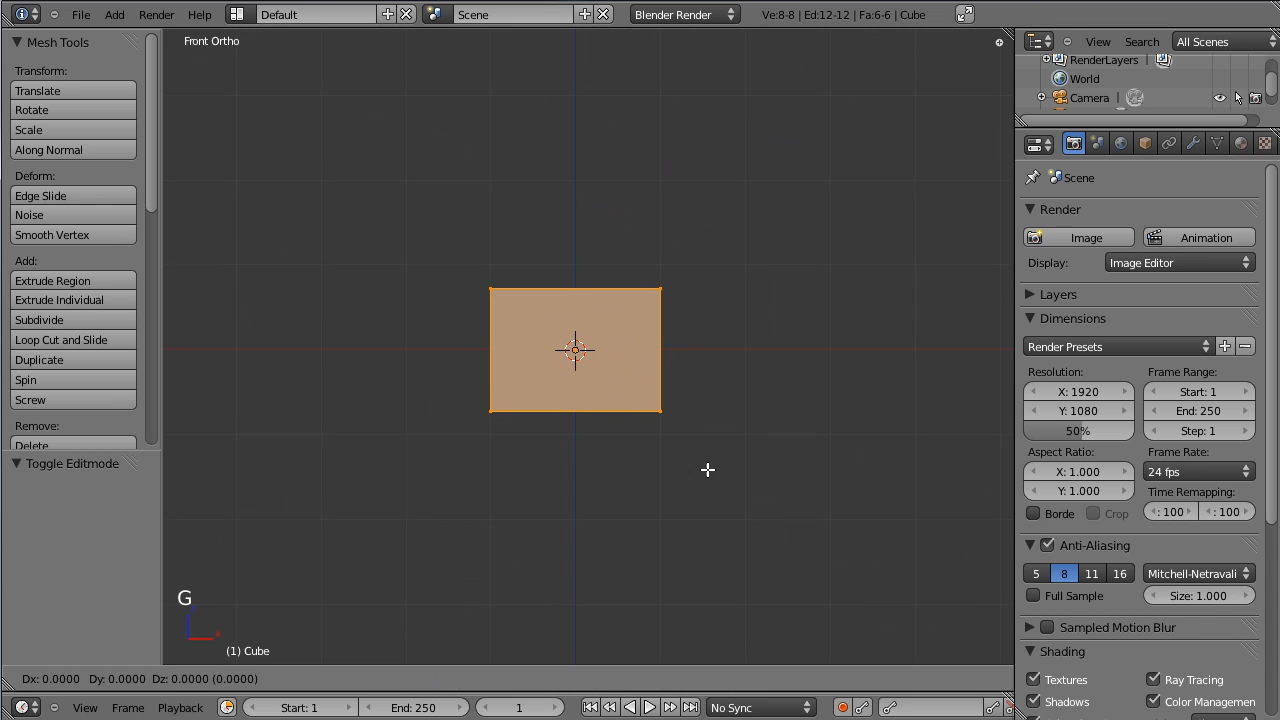 File Add Render Help Default Scene Blender Render Ve:8-8 | Ed:12-12 | Fa:6-6 | Cube
Mesh Tools
Transform:
Translate
Rotate
Scale
Along Normal
Deform:
Edge Slide
Noise
Smooth Vertex
Add:
Extrude Region
Extrude Individual
Subdivide
Loop Cut and Slide
Duplicate
Spin
Screw
Remove:
Delete
Toggle Editmode
Front Ortho
G
x
(1) Cube
Dx: 0.0000 Dy: 0.0000 Dz: 0.0000 (0.0000)
View Frame Playback Start: 1 End: 250 1 No Sync
View Search All Scenes
RenderLayers |
World
Camera |
Scene
Render
Image Animation
Display: Image Editor
Layers
Dimensions
Render Presets
Resolution: Frame Range:
X: 1920 Start: 1
Y: 1080 End: 250
50% Step: 1
Aspect Ratio: Frame Rate:
X: 1.000 24 fps
Y: 1.000 Time Remapping:
Borde Crop : 100 : 100
Anti-Aliasing
5 8 11 16 Mitchell-Netravali
Full Sample Size: 1.000
Sampled Motion Blur
Shading
Textures Ray Tracing
Shadows Color Managemen